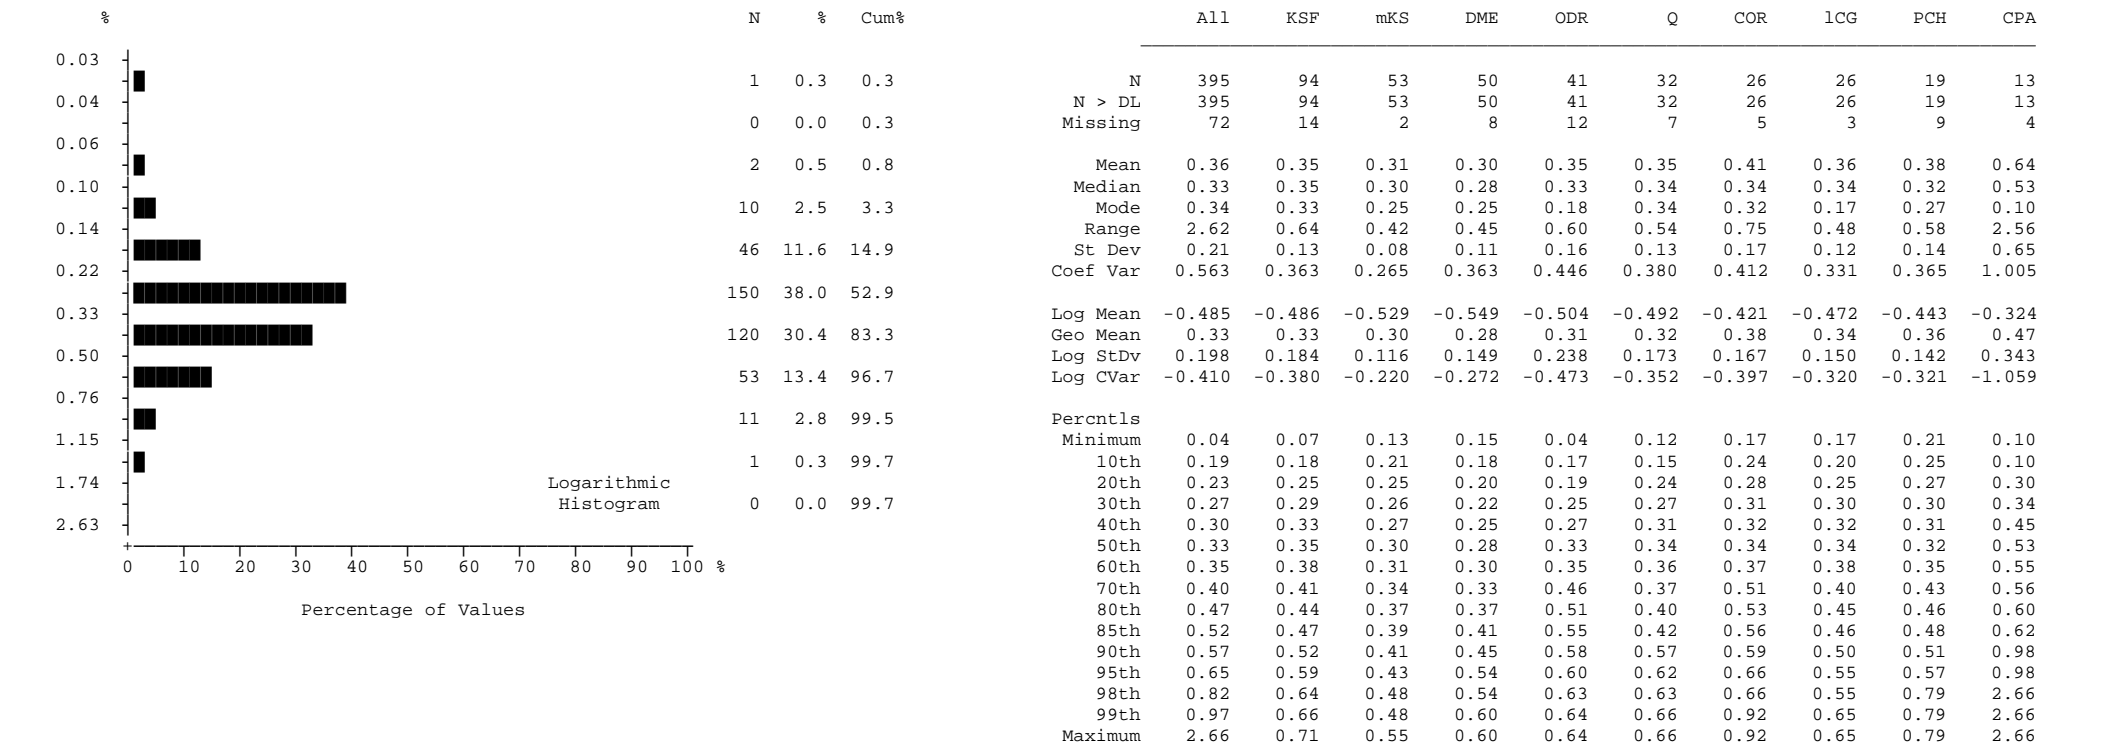 % N % Cum% All KSF mKS DME ODR Q COR lCG PCH CPA
0.03
1 0.3 0.3 N 395 94 53 50 41 32 26 26 19 13
0.04 N > DL 395 94 53 50 41 32 26 26 19 13
0 0.0 0.3 Missing 72 14 2 8 12 7 5 3 9 4
0.06
2 0.5 0.8 Mean 0.36 0.35 0.31 0.30 0.35 0.35 0.41 0.36 0.38 0.64
0.10 Median 0.33 0.35 0.30 0.28 0.33 0.34 0.34 0.34 0.32 0.53
10 2.5 3.3 Mode 0.34 0.33 0.25 0.25 0.18 0.34 0.32 0.17 0.27 0.10
0.14 Range 2.62 0.64 0.42 0.45 0.60 0.54 0.75 0.48 0.58 2.56
46 11.6 14.9 St Dev 0.21 0.13 0.08 0.11 0.16 0.13 0.17 0.12 0.14 0.65
0.22 Coef Var 0.563 0.363 0.265 0.363 0.446 0.380 0.412 0.331 0.365 1.005
150 38.0 52.9
0.33 Log Mean -0.485 -0.486 -0.529 -0.549 -0.504 -0.492 -0.421 -0.472 -0.443 -0.324
120 30.4 83.3 Geo Mean 0.33 0.33 0.30 0.28 0.31 0.32 0.38 0.34 0.36 0.47
0.50 Log StDv 0.198 0.184 0.116 0.149 0.238 0.173 0.167 0.150 0.142 0.343
53 13.4 96.7 Log CVar -0.410 -0.380 -0.220 -0.272 -0.473 -0.352 -0.397 -0.320 -0.321 -1.059
0.76
11 2.8 99.5 Percntls
1.15 Minimum 0.04 0.07 0.13 0.15 0.04 0.12 0.17 0.17 0.21 0.10
1 0.3 99.7 10th 0.19 0.18 0.21 0.18 0.17 0.15 0.24 0.20 0.25 0.10
1.74 Logarithmic 20th 0.23 0.25 0.25 0.20 0.19 0.24 0.28 0.25 0.27 0.30
Histogram 0 0.0 99.7 30th 0.27 0.29 0.26 0.22 0.25 0.27 0.31 0.30 0.30 0.34
2.63 40th 0.30 0.33 0.27 0.25 0.27 0.31 0.32 0.32 0.31 0.45
50th 0.33 0.35 0.30 0.28 0.33 0.34 0.34 0.34 0.32 0.53
0 10 20 30 40 50 60 70 80 90 100 % 60th 0.35 0.38 0.31 0.30 0.35 0.36 0.37 0.38 0.35 0.55
70th 0.40 0.41 0.34 0.33 0.46 0.37 0.51 0.40 0.43 0.56
Percentage of Values 80th 0.47 0.44 0.37 0.37 0.51 0.40 0.53 0.45 0.46 0.60
85th 0.52 0.47 0.39 0.41 0.55 0.42 0.56 0.46 0.48 0.62
90th 0.57 0.52 0.41 0.45 0.58 0.57 0.59 0.50 0.51 0.98
95th 0.65 0.59 0.43 0.54 0.60 0.62 0.66 0.55 0.57 0.98
98th 0.82 0.64 0.48 0.54 0.63 0.63 0.66 0.55 0.79 2.66
99th 0.97 0.66 0.48 0.60 0.64 0.66 0.92 0.65 0.79 2.66
Maximum 2.66 0.71 0.55 0.60 0.64 0.66 0.92 0.65 0.79 2.66